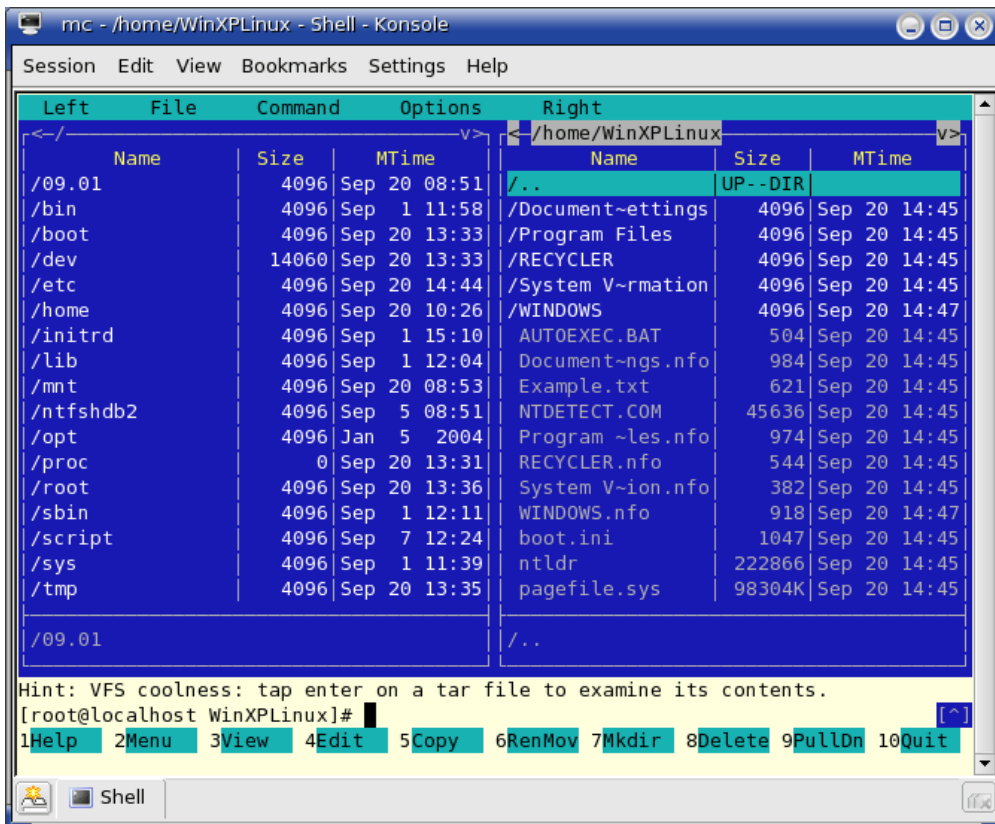 mc - /home/WinXPLinux - Shell - Konsole
Session Edit View Bookmarks Settings Help
Left File Command Options Right
<-/ v> <-/home/WinXPLinux v>
Name Size MTime Name Size MTime
/09.01 4096 Sep 20 08:51 /.. UP--DIR
/bin 4096 Sep 1 11:58 /Document~ettings 4096 Sep 20 14:45
/boot 4096 Sep 20 13:33 /Program Files 4096 Sep 20 14:45
/dev 14060 Sep 20 13:33 /RECYCLER 4096 Sep 20 14:45
/etc 4096 Sep 20 14:44 /System V~rmation 4096 Sep 20 14:45
/home 4096 Sep 20 10:26 /WINDOWS 4096 Sep 20 14:47
/initrd 4096 Sep 1 15:10 AUTOEXEC.BAT 504 Sep 20 14:45
/lib 4096 Sep 1 12:04 Document~ngs.nfo 984 Sep 20 14:45
/mnt 4096 Sep 20 08:53 Example.txt 621 Sep 20 14:45
/ntfshdb2 4096 Sep 5 08:51 NTDETECT.COM 45636 Sep 20 14:45
/opt 4096 Jan 5 2004 Program ~les.nfo 974 Sep 20 14:45
/proc 0 Sep 20 13:31 RECYCLER.nfo 544 Sep 20 14:45
/root 4096 Sep 20 13:36 System V~ion.nfo 382 Sep 20 14:45
/sbin 4096 Sep 1 12:11 WINDOWS.nfo 918 Sep 20 14:47
/script 4096 Sep 7 12:24 boot.ini 1047 Sep 20 14:45
/sys 4096 Sep 1 11:39 ntldr 222866 Sep 20 14:45
/tmp 4096 Sep 20 13:35 pagefile.sys 98304K Sep 20 14:45
/09.01 /..
Hint: VFS coolness: tap enter on a tar file to examine its contents.
[root@localhost WinXPLinux]# [^]
1Help 2Menu 3View 4Edit 5Copy 6RenMov 7Mkdir 8Delete 9PullDn 10Quit
Shell